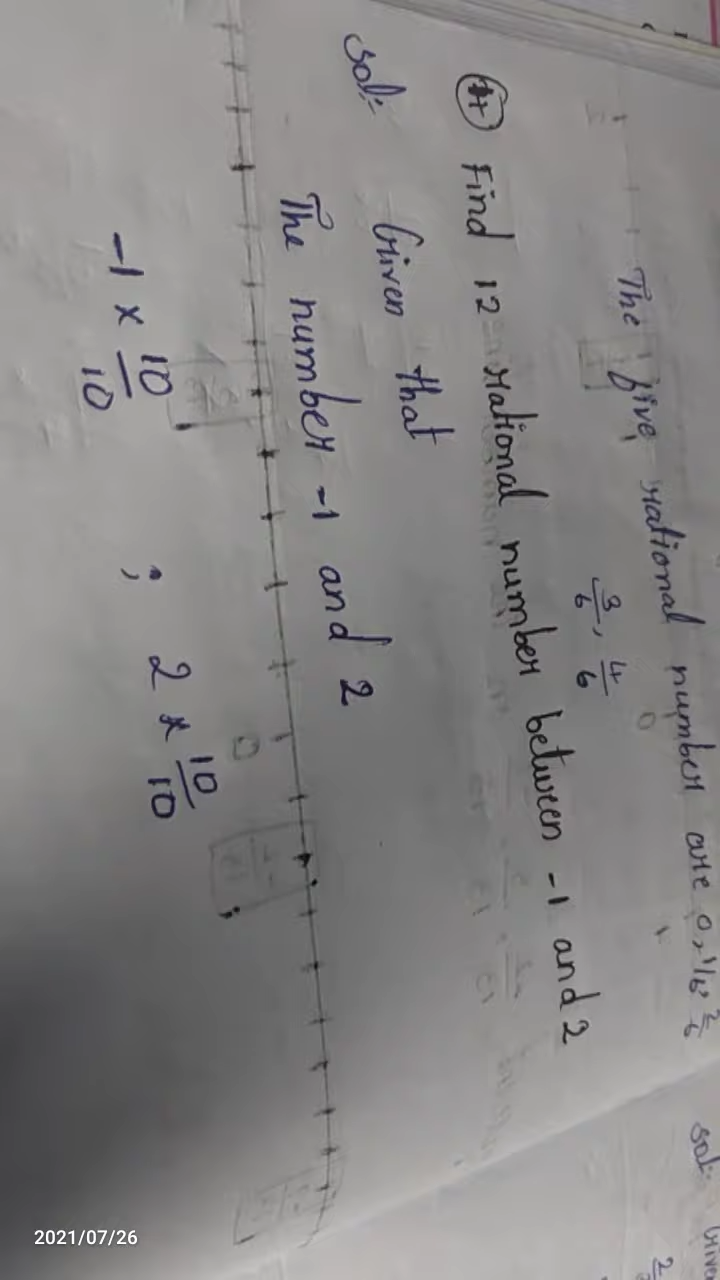 The five rational number are 0, 1/6, 2/6
3/6, 4/6
4 Find 12 rational number between -1 and 2
Sol:- Given that
The number -1 and 2
-1 × 10/10 ; 2 × 10/10
Sol:
2021/07/26